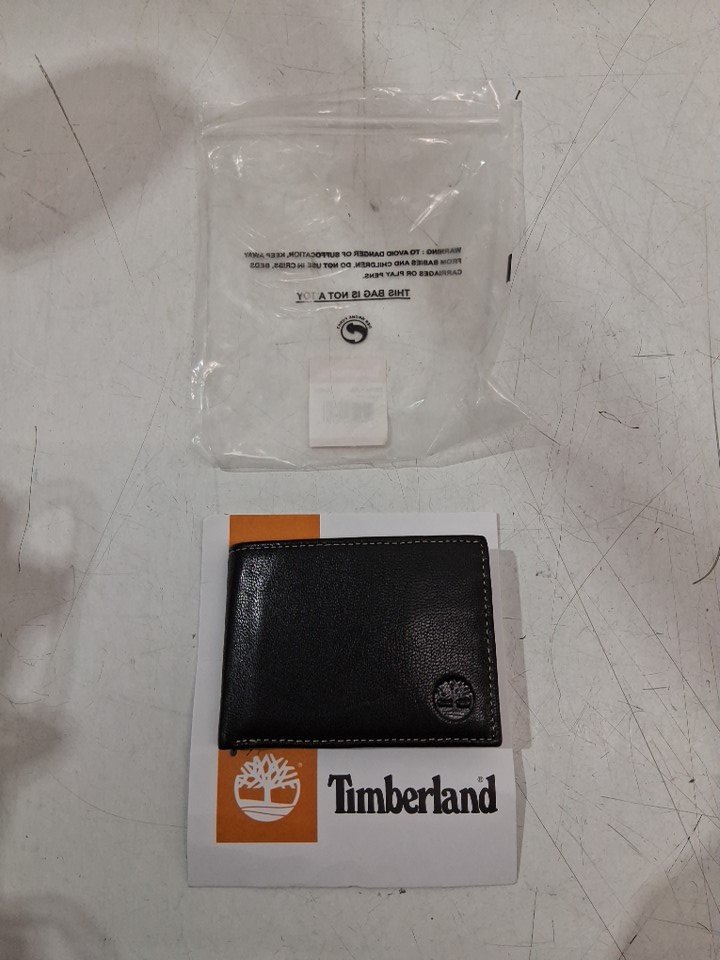 WARNING : TO AVOID DANGER OF SUFFOCATION, KEEP AWAY
FROM BABIES AND CHILDREN. DO NOT USE IN CRIBS, BEDS
CARRIAGES OR PLAY PENS.
THIS BAG IS NOT A TOY
Timberland®